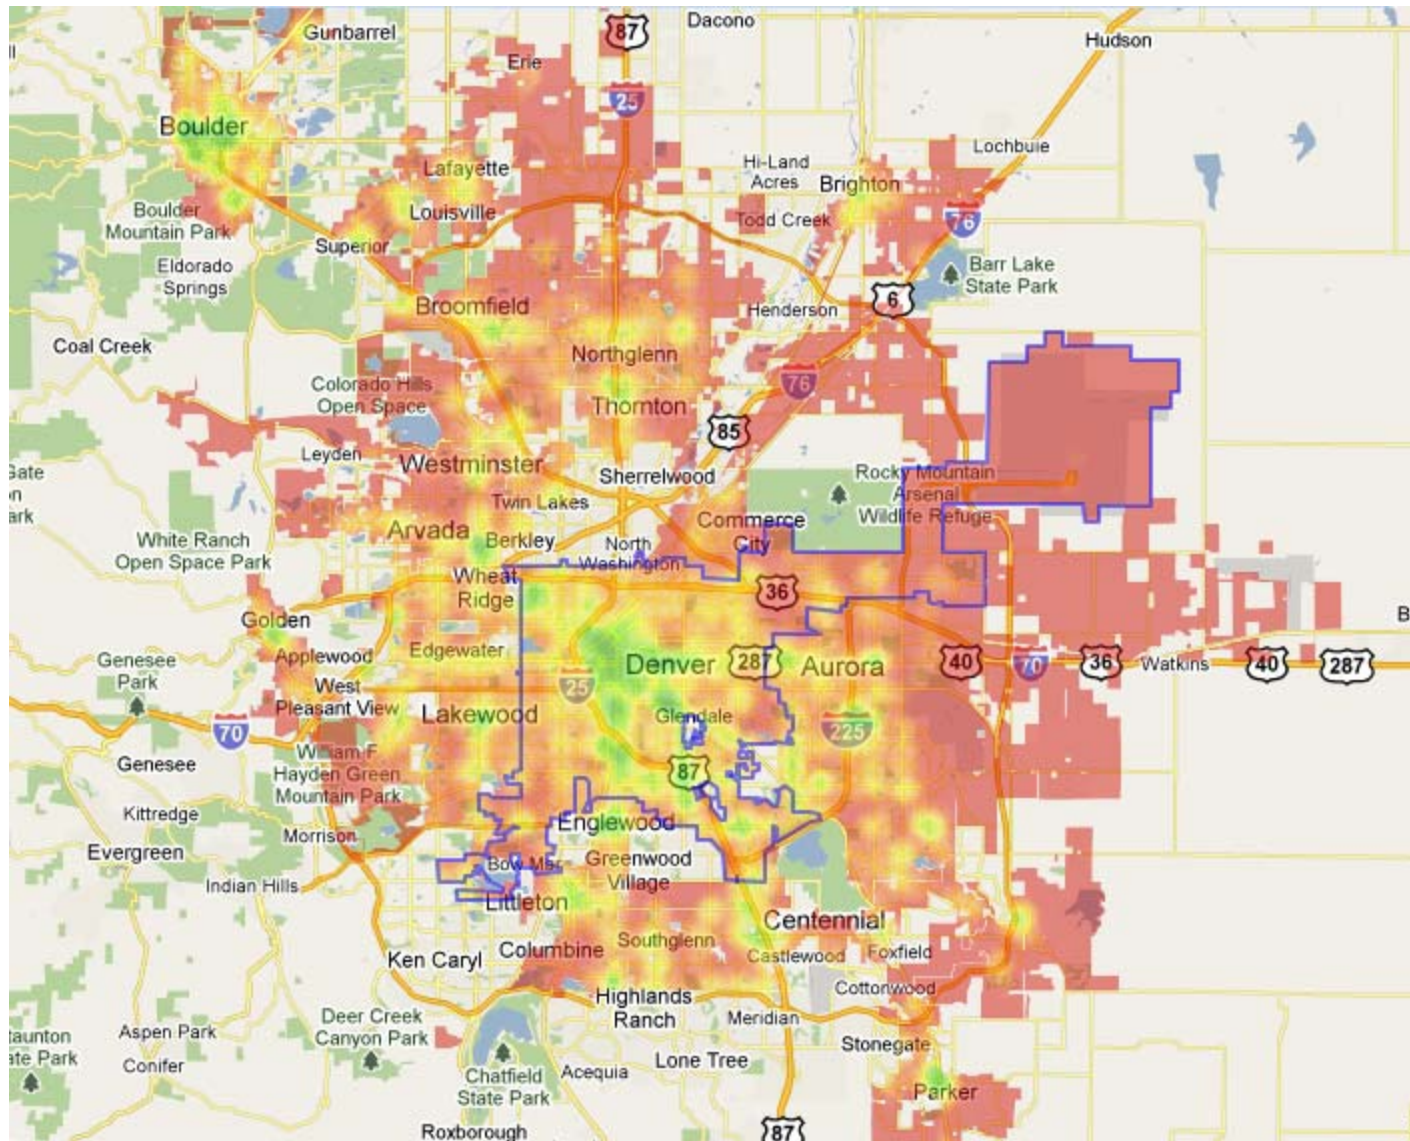 Gunbarrel
87
Dacono
Hudson
Erie
25
Boulder
Lochbuie
Lafayette
Hi-Land
Acres
Brighton
Boulder
Mountain Park
Louisville
Todd Creek
76
Superior
Eldorado
Springs
Barr Lake
State Park
Broomfield
Henderson
6
Coal Creek
Northglenn
Colorado Hills
Open Space
76
Thornton
85
Leyden
Westminster
Sherrelwood
Rocky Mountain
Arsenal
Wildlife Refuge
Twin Lakes
Arvada
Berkley
Commerce
City
White Ranch
Open Space Park
North
Washington
Wheat
Ridge
36
Golden
Genesee
Park
Applewood
Edgewater
Denver
287
Aurora
40
70
36
Watkins
40
287
West
Pleasant View
25
Lakewood
Glendale
225
70
Genesee
William F
Hayden Green
Mountain Park
87
Kittredge
Morrison
Englewood
Evergreen
Indian Hills
Bow Mar
Greenwood
Village
Littleton
Centennial
Ken Caryl
Columbine
Southglenn
Castlewood
Foxfield
Cottonwood
Highlands
Ranch
Meridian
Deer Creek
Canyon Park
Aspen Park
Conifer
Stonegate
Lone Tree
Acequia
Chatfield
State Park
Parker
Roxborough
87